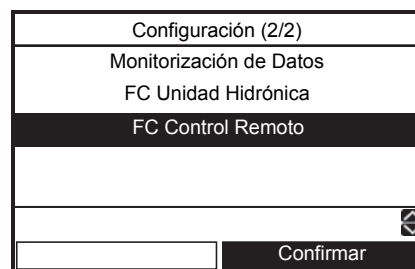 Configuración (2/2)
Monitorización de Datos
FC Unidad Hidrónica
FC Control Remoto
Confirmar